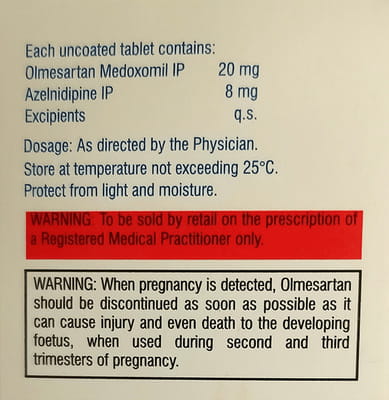 Each uncoated tablet contains:
Olmesartan Medoxomil IP 20 mg
Azelnidipine IP 8 mg
Excipients q.s.
Dosage: As directed by the Physician.
Store at temperature not exceeding 25°C.
Protect from light and moisture.
WARNING: To be sold by retail on the prescription of
a Registered Medical Practitioner only.
WARNING: When pregnancy is detected, Olmesartan
should be discontinued as soon as possible as it
can cause injury and even death to the developing
foetus, when used during second and third
trimesters of pregnancy.